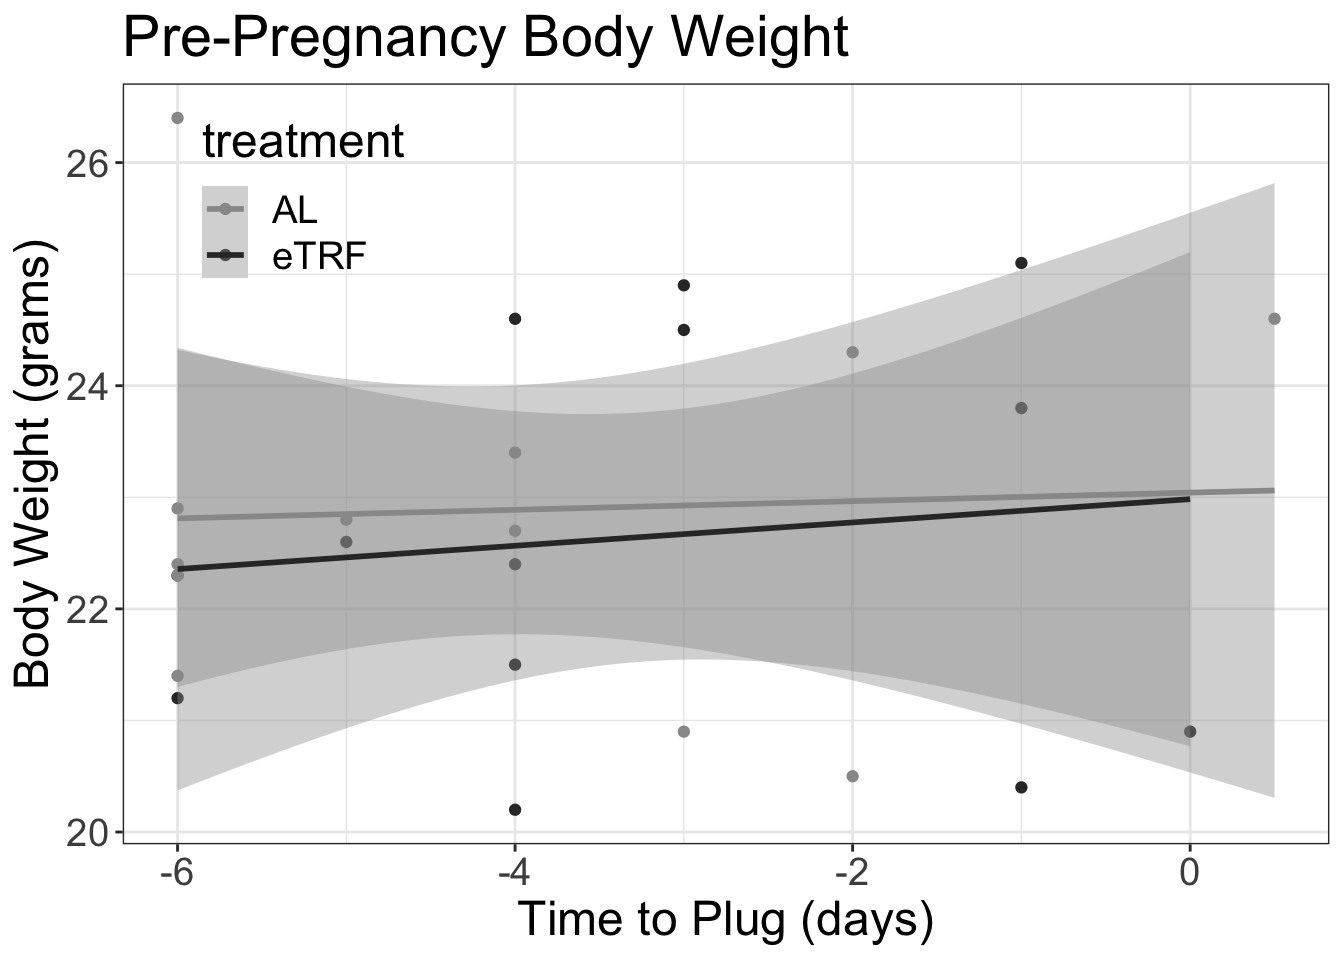 Pre-Pregnancy Body Weight
treatment
AL
eTRF
26
24
22
20
Body Weight (grams)
-6
-4
-2
0
Time to Plug (days)